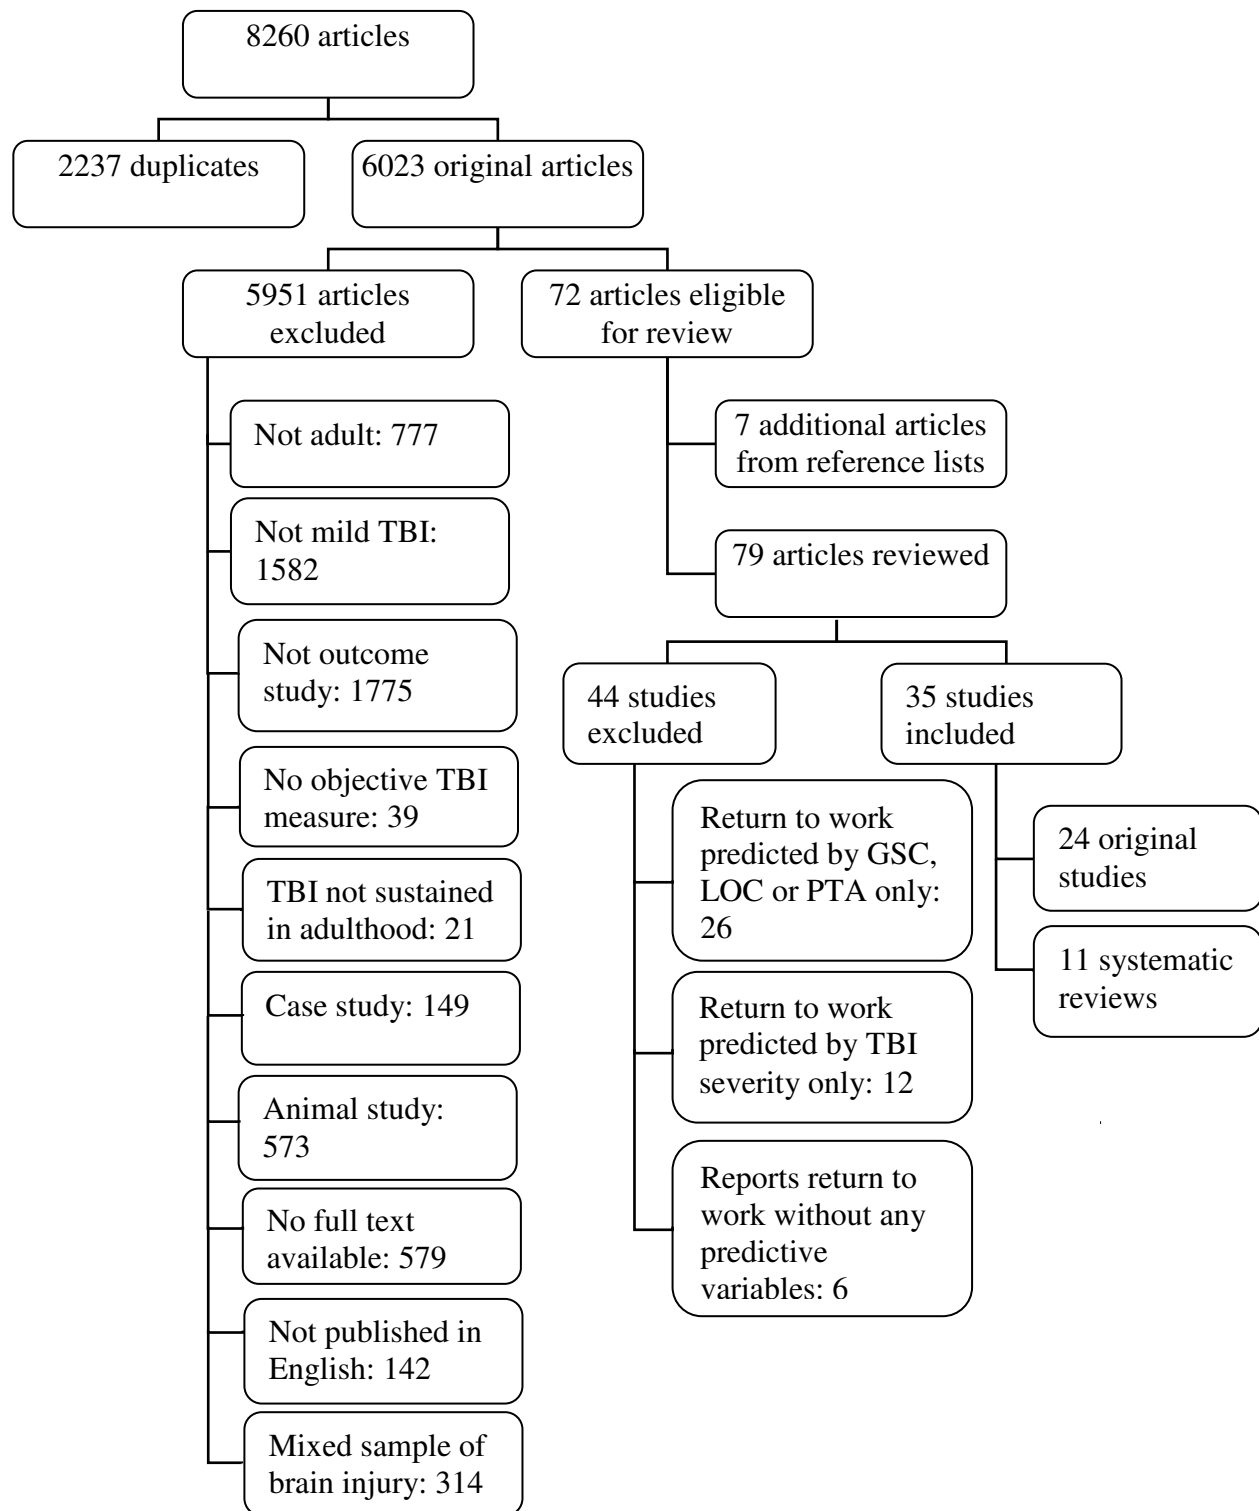 8260 articles
2237 duplicates
6023 original articles
5951 articles
excluded
72 articles eligible
for review
Not adult: 777
Not mild TBI:
1582
Not outcome
study: 1775
No objective TBI
measure: 39
TBI not sustained
in adulthood: 21
Case study: 149
Animal study:
573
No full text
available: 579
Not published in
English: 142
Mixed sample of
brain injury: 314
7 additional articles
from reference lists
79 articles reviewed
44 studies
excluded
35 studies
included
Return to work
predicted by GSC,
LOC or PTA only:
26
Return to work
predicted by TBI
severity only: 12
Reports return to
work without any
predictive
variables: 6
24 original
studies
11 systematic
reviews